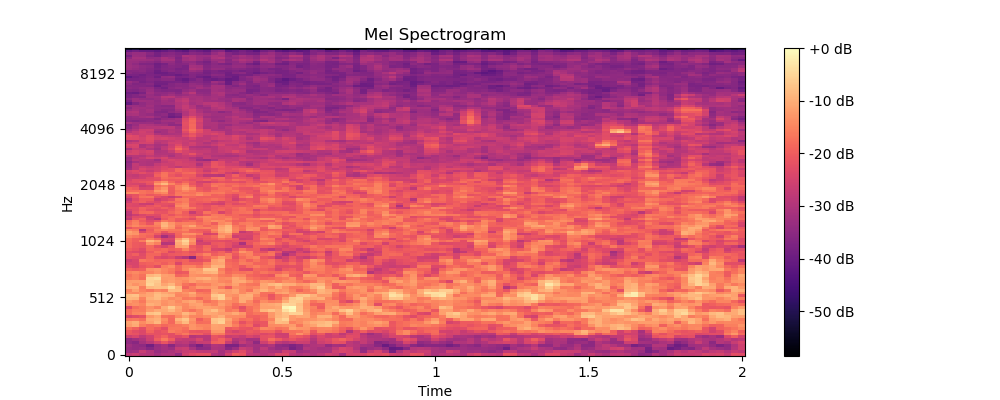 Mel Spectrogram
8192
4096
2048
1024
512
0
Hz
0
0.5
1
1.5
2
Time
+0 dB
-10 dB
-20 dB
-30 dB
-40 dB
-50 dB